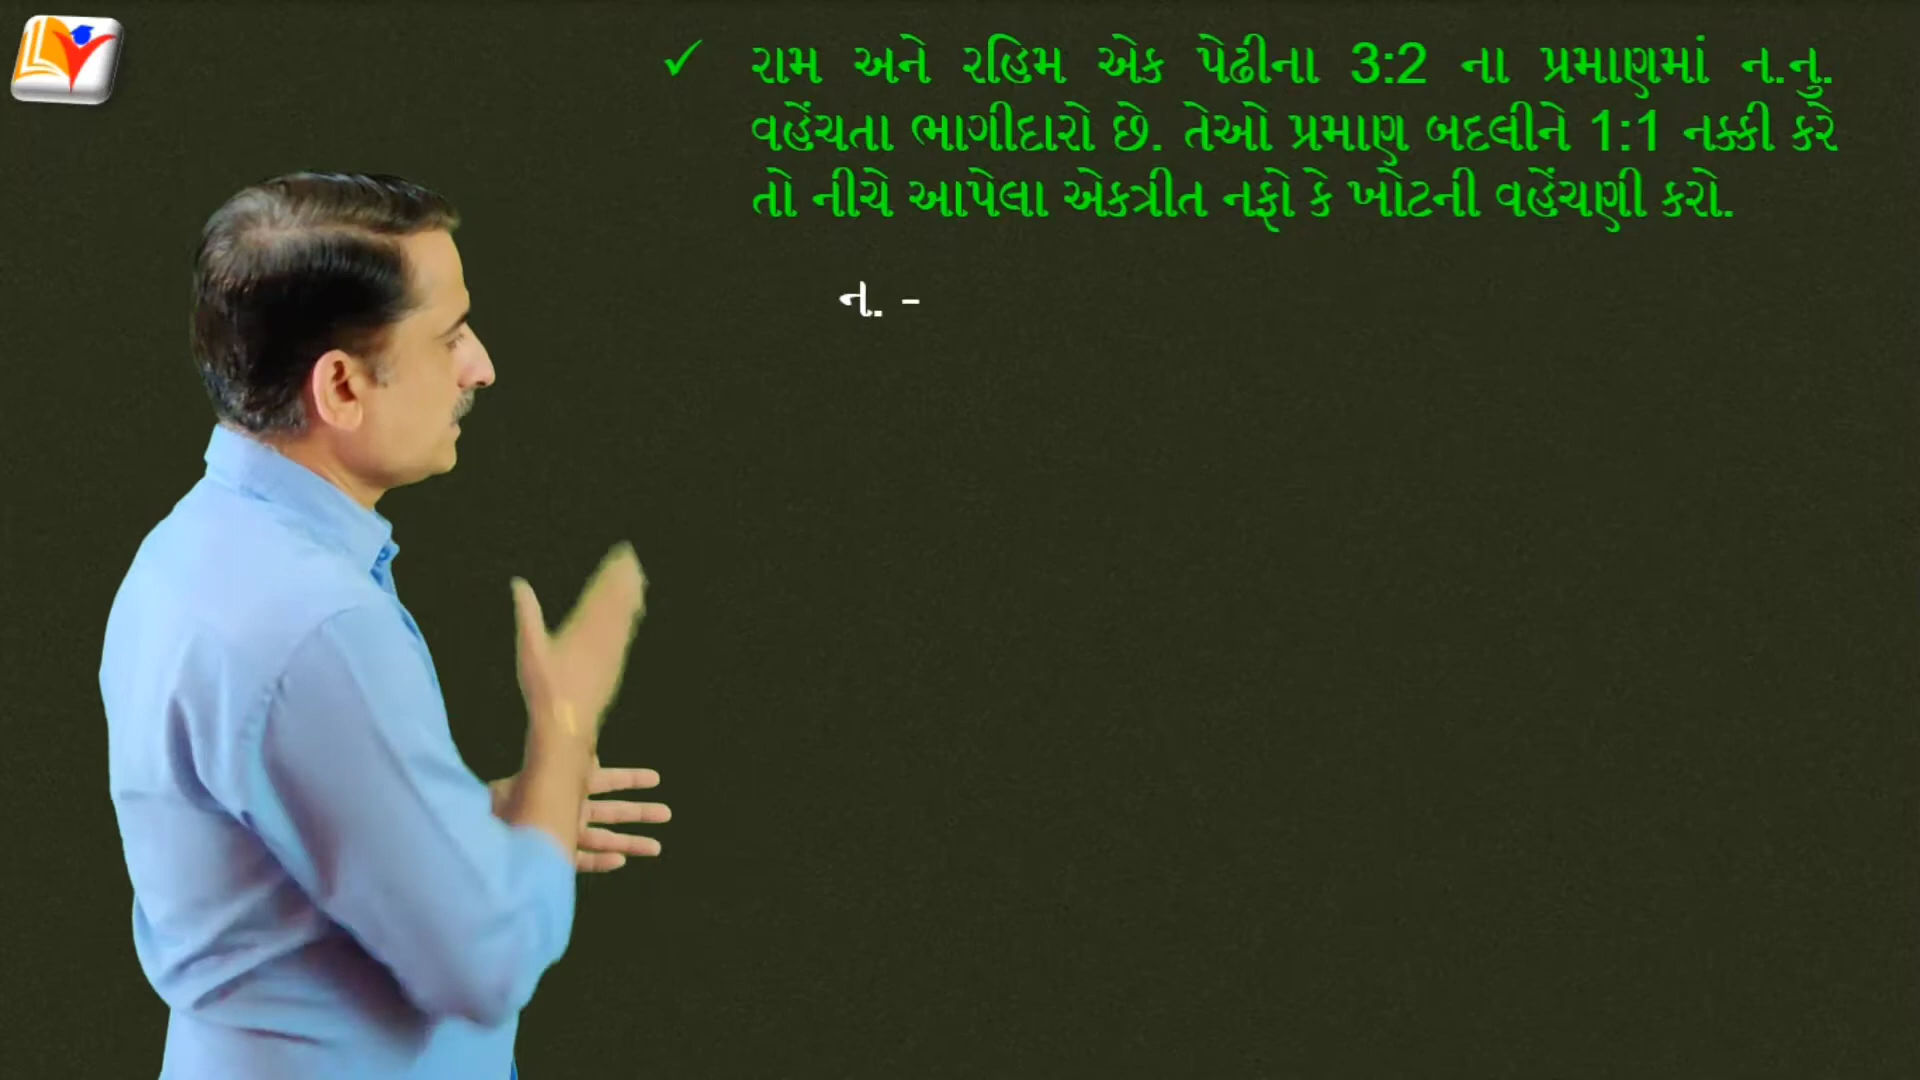 ✓ રામ અને રહિમ એક પેઢીના 3:2 ના પ્રમાણમાં ન.નુ.
વહેંચતા ભાગીદારો છે. તેઓ પ્રમાણ બદલીને 1:1 નક્કી કરે
તો નીચે આપેલા એકત્રીત નફો કે ખોટની વહેંચણી કરો.
ન. -